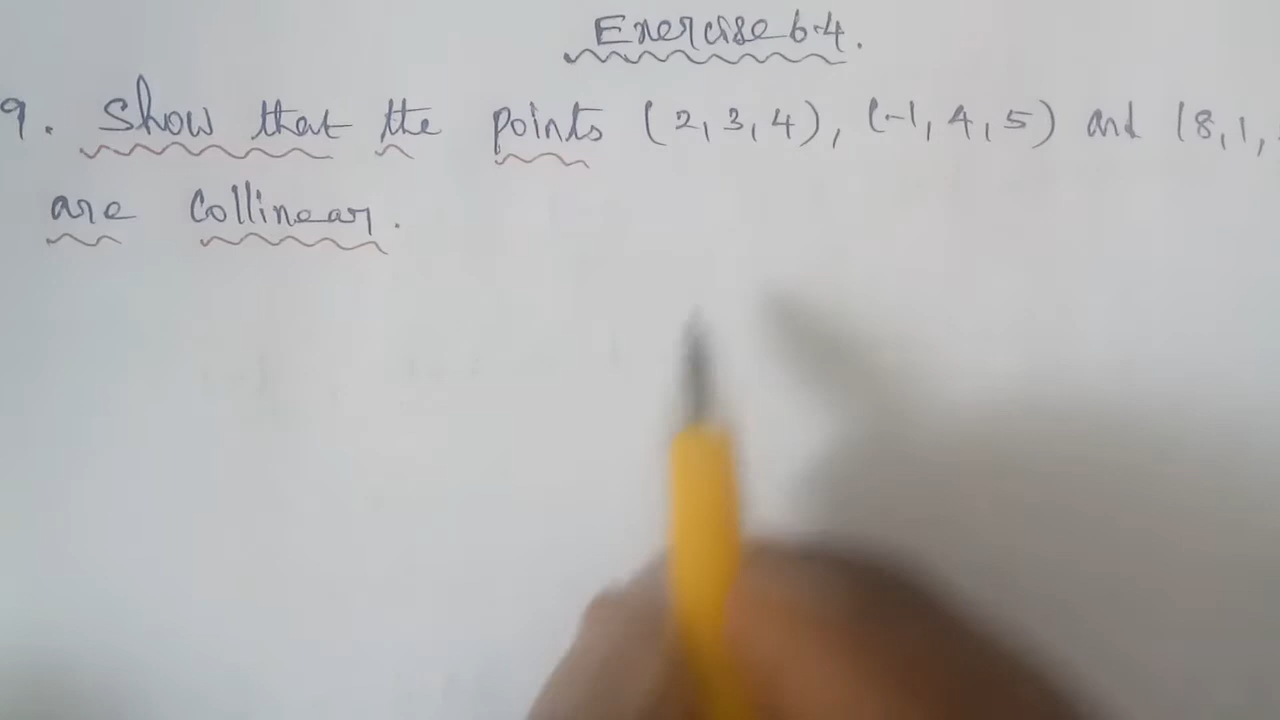 Exercise 6.4.
9. Show that the points (2, 3, 4), (-1, 4, 5) and (8, 1,
are Collinear.